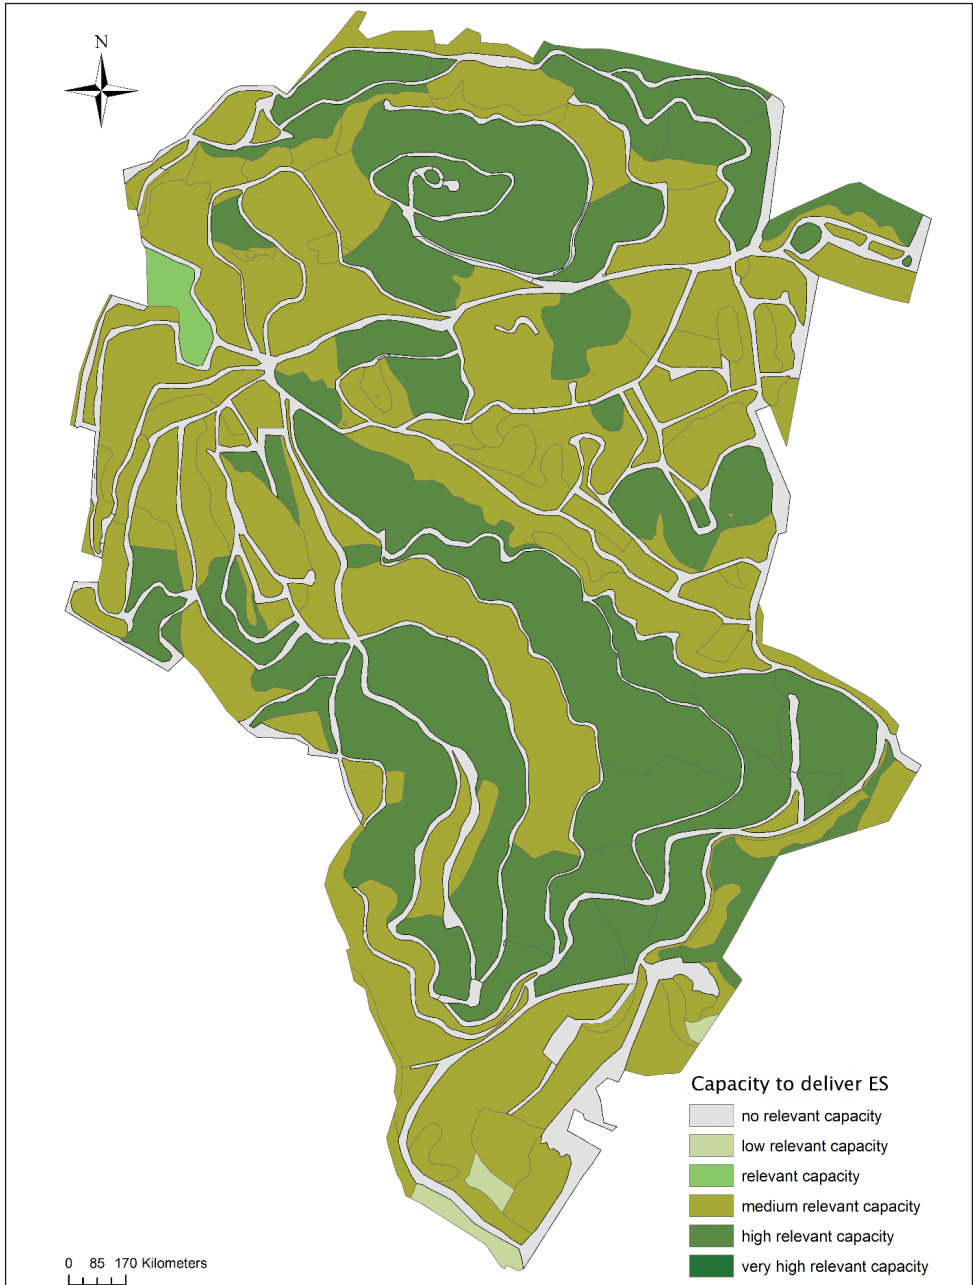 N
Capacity to deliver ES
no relevant capacity
low relevant capacity
relevant capacity
medium relevant capacity
high relevant capacity
very high relevant capacity
0 85 170 Kilometers